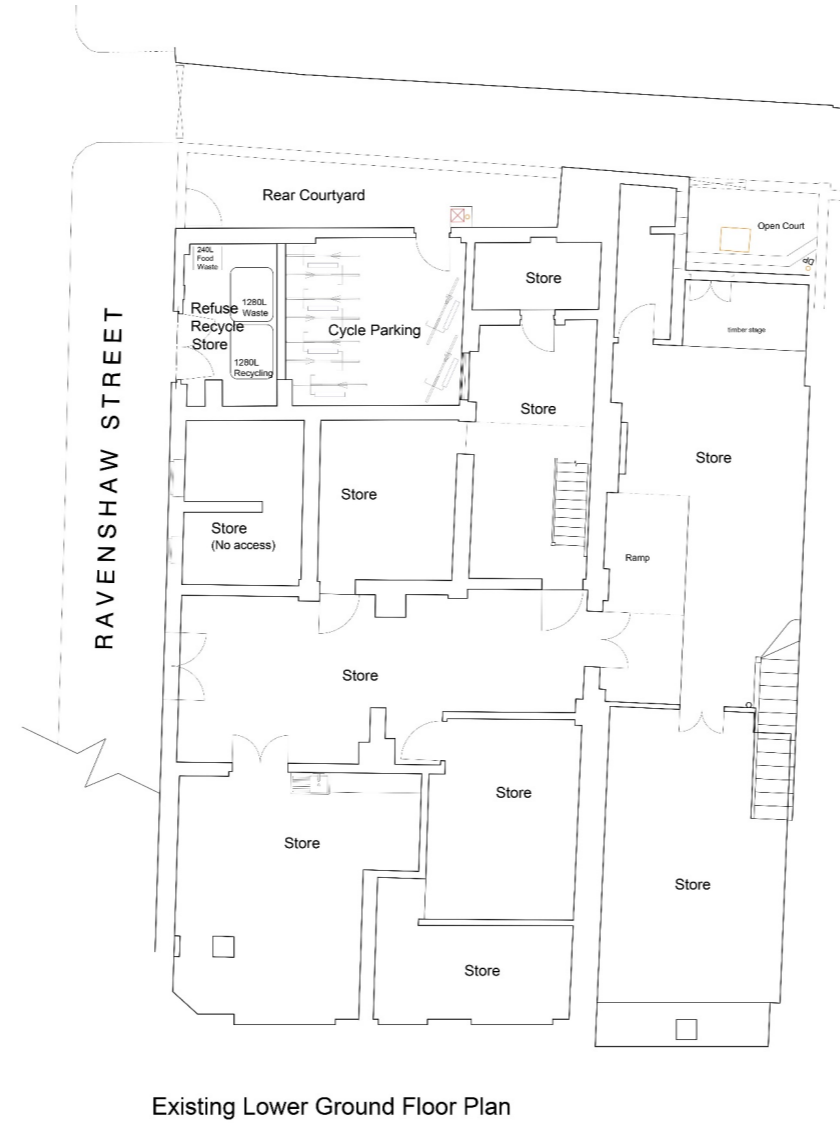 Rear Courtyard
Open Court
dp
240L
Food
Waste
Store
1280L
Waste
Refuse
Recycle
Store
Cycle Parking
timber stage
1280L
Recycling
Store
RAVENSHAW STREET
Store
Store
Store
(No access)
Ramp
Store
Store
Store
Store
Store
Existing Lower Ground Floor Plan